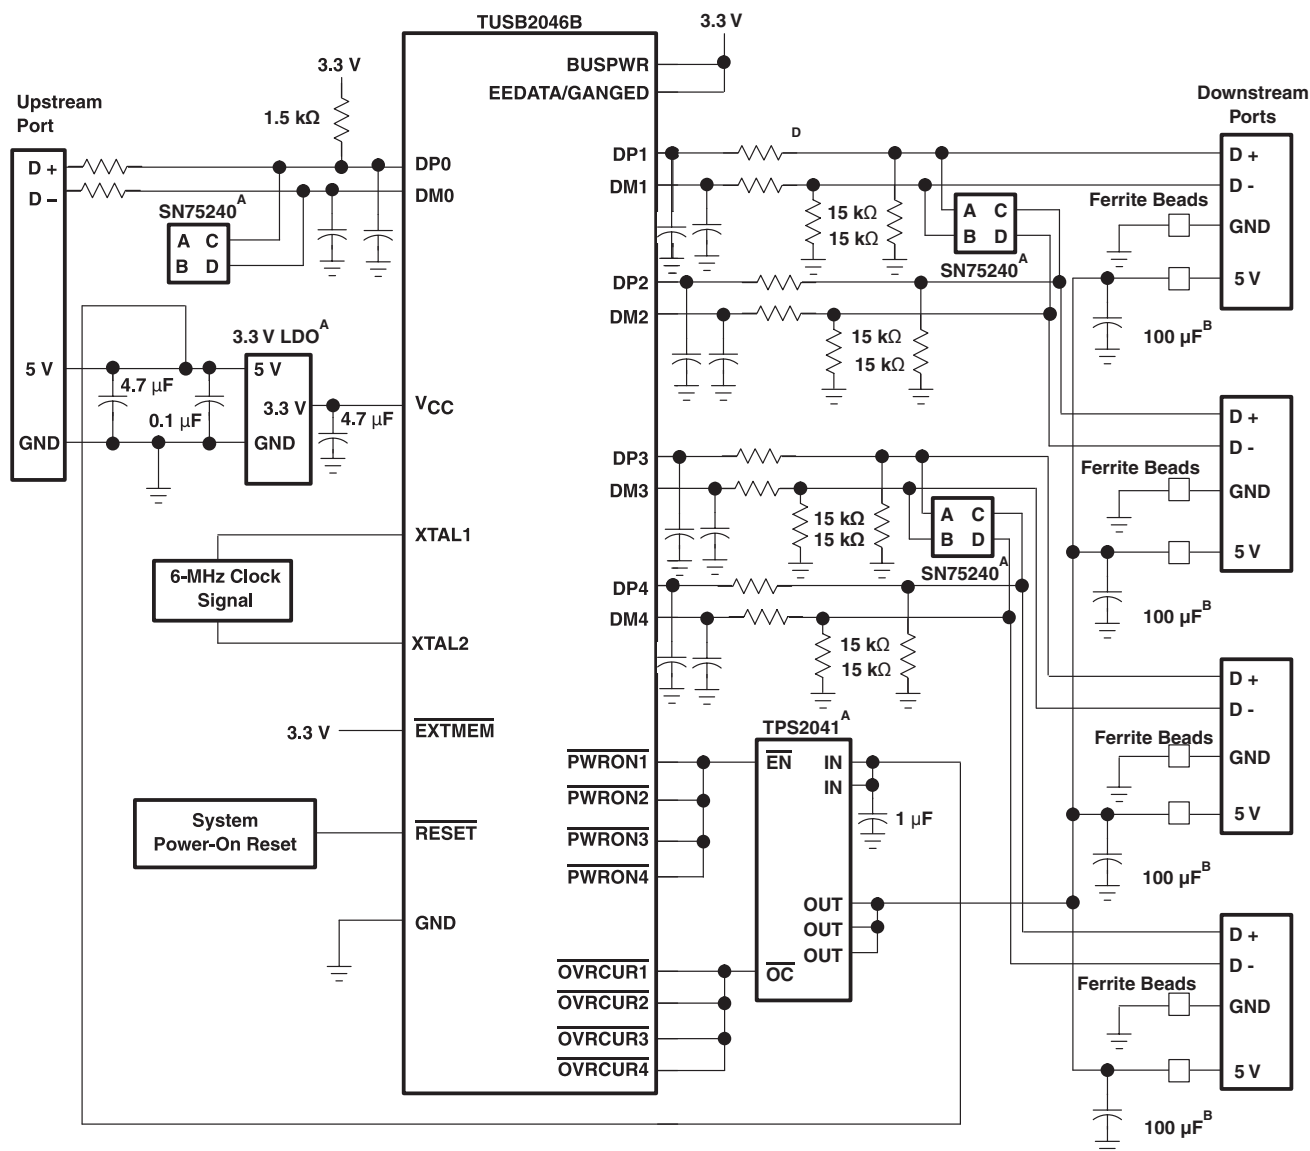 TUSB2046B
3.3 V
BUSPWR
EEDATA/GANGED
3.3 V
1.5 kΩ
Upstream
Port
D +
D –
DP0
DM0
SN75240A
A C
B D
3.3 V LDOA
5 V
4.7 µF
0.1 µF
5 V
3.3 V
GND
GND
4.7 µF
VCC
XTAL1
6-MHz Clock
Signal
XTAL2
3.3 V
EXTMEM
System
Power-On Reset
RESET
GND
DP1
DM1
D
15 kΩ
15 kΩ
A C
B D
SN75240A
DP2
DM2
15 kΩ
15 kΩ
DP3
DM3
15 kΩ
15 kΩ
A C
B D
SN75240A
DP4
DM4
15 kΩ
15 kΩ
PWRON1
PWRON2
PWRON3
PWRON4
OVRCUR1
OVRCUR2
OVRCUR3
OVRCUR4
TPS2041A
EN
IN
IN
1 µF
OUT
OUT
OUT
OC
Downstream
Ports
D +
D -
Ferrite Beads
GND
5 V
100 µFB
D +
D -
Ferrite Beads
GND
5 V
100 µFB
D +
D -
Ferrite Beads
GND
5 V
100 µFB
D +
D -
Ferrite Beads
GND
5 V
100 µFB